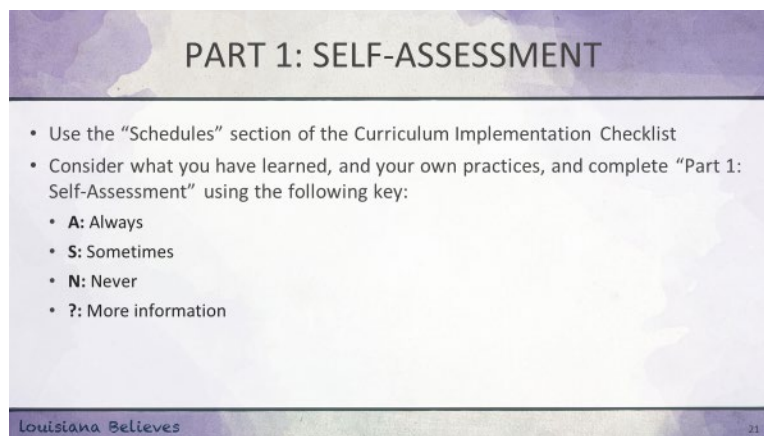 PART 1: SELF-ASSESSMENT
• Use the “Schedules” section of the Curriculum Implementation Checklist
• Consider what you have learned, and your own practices, and complete “Part 1:
Self-Assessment” using the following key:
• A: Always
• S: Sometimes
• N: Never
• ?: More information
Louisiana Believes
21